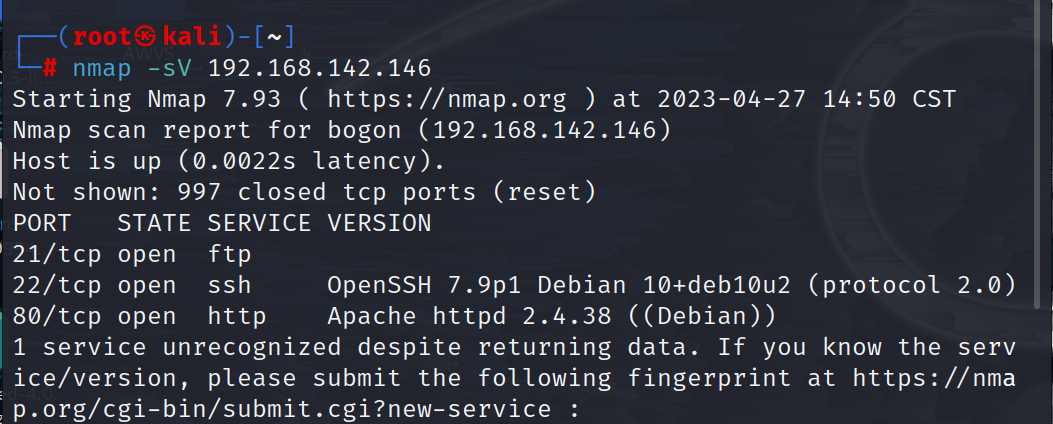 ┌──(root㉿kali)-[~]
└─# nmap -sV 192.168.142.146
Starting Nmap 7.93 ( https://nmap.org ) at 2023-04-27 14:50 CST
Nmap scan report for bogon (192.168.142.146)
Host is up (0.0022s latency).
Not shown: 997 closed tcp ports (reset)
PORT   STATE SERVICE VERSION
21/tcp open  ftp
22/tcp open  ssh     OpenSSH 7.9p1 Debian 10+deb10u2 (protocol 2.0)
80/tcp open  http    Apache httpd 2.4.38 ((Debian))
1 service unrecognized despite returning data. If you know the serv
ice/version, please submit the following fingerprint at https://nma
p.org/cgi-bin/submit.cgi?new-service :